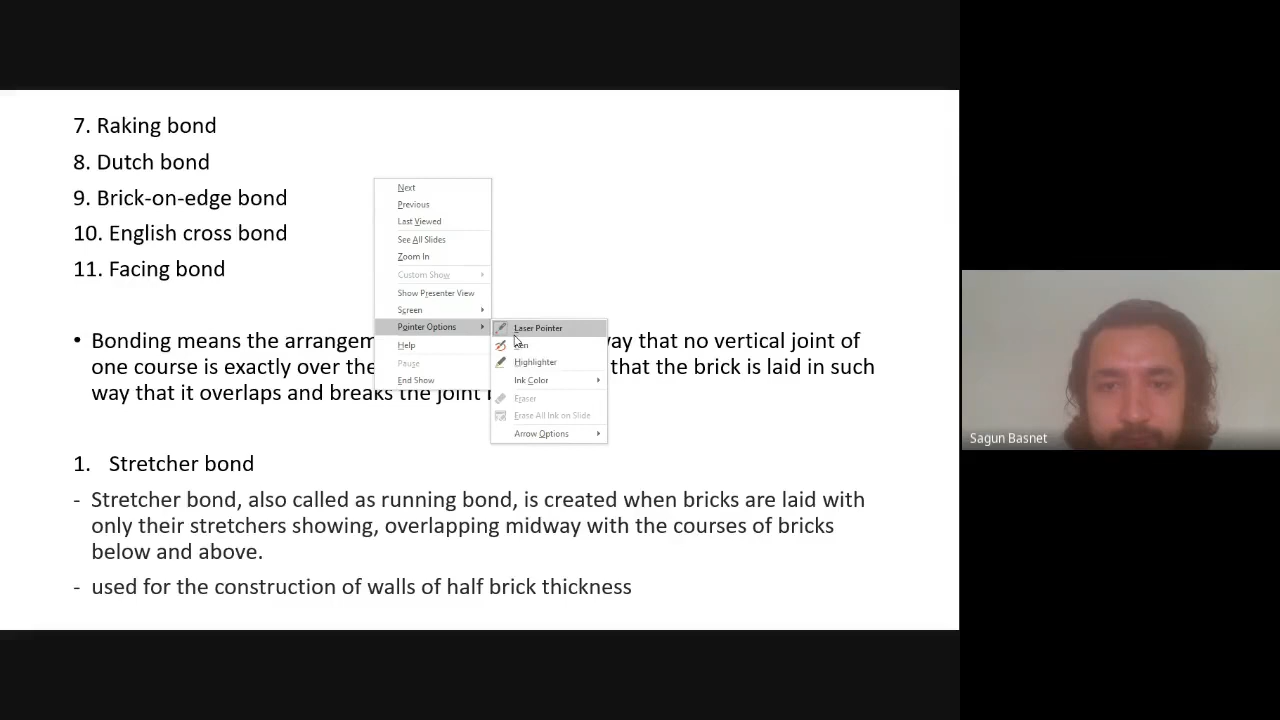 7. Raking bond
8. Dutch bond
9. Brick-on-edge bond
10. English cross bond
11. Facing bond
Next
Previous
Last Viewed
See All Slides
Zoom In
Custom Show
Show Presenter View
Screen
Pointer Options
Help
Pause
End Show
Laser Pointer
Pen
Highlighter
Ink Color
Eraser
Erase All Ink on Slide
Arrow Options
• Bonding means the arrangem way that no vertical joint of
one course is exactly over the that the brick is laid in such
way that it overlaps and breaks the joint
1. Stretcher bond
- Stretcher bond, also called as running bond, is created when bricks are laid with
only their stretchers showing, overlapping midway with the courses of bricks
below and above.
- used for the construction of walls of half brick thickness
Sagun Basnet